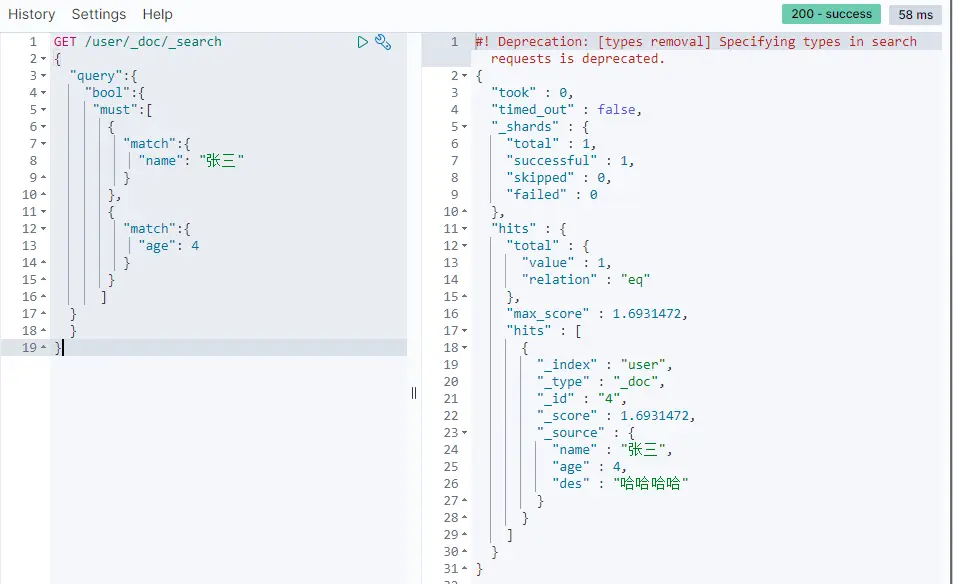 History Settings Help 200 - success 58 ms
1 GET /user/_doc/_search
2 {
3 "query":{
4 "bool":{
5 "must":[
6 {
7 "match":{
8 "name": "张三"
9 }
10 },
11 {
12 "match":{
13 "age": 4
14 }
15 }
16 ]
17 }
18 }
19 }
1 #! Deprecation: [types removal] Specifying types in search
requests is deprecated.
2 {
3 "took" : 0,
4 "timed_out" : false,
5 "_shards" : {
6 "total" : 1,
7 "successful" : 1,
8 "skipped" : 0,
9 "failed" : 0
10 },
11 "hits" : {
12 "total" : {
13 "value" : 1,
14 "relation" : "eq"
15 },
16 "max_score" : 1.6931472,
17 "hits" : [
18 {
19 "_index" : "user",
20 "_type" : "_doc",
21 "_id" : "4",
22 "_score" : 1.6931472,
23 "_source" : {
24 "name" : "张三",
25 "age" : 4,
26 "des" : "哈哈哈哈"
27 }
28 }
29 ]
30 }
31 }